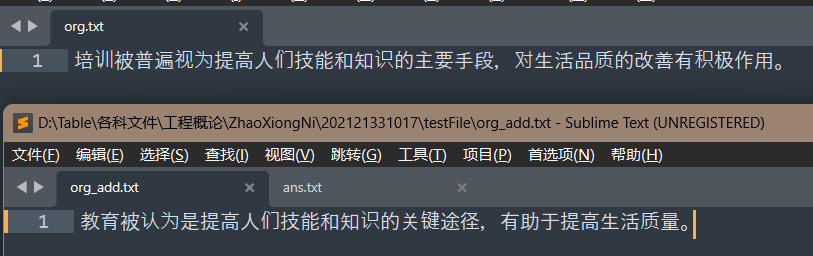 org.txt
1 培训被普遍视为提高人们技能和知识的主要手段，对生活品质的改善有积极作用。
D:\Table\各科文件\工程概论\ZhaoXiongNi\202121331017\testFile\org_add.txt - Sublime Text (UNREGISTERED)
文件(F) 编辑(E) 选择(S) 查找(I) 视图(V) 跳转(G) 工具(T) 项目(P) 首选项(N) 帮助(H)
org_add.txt ans.txt
1 教育被认为是提高人们技能和知识的关键途径，有助于提高生活质量。